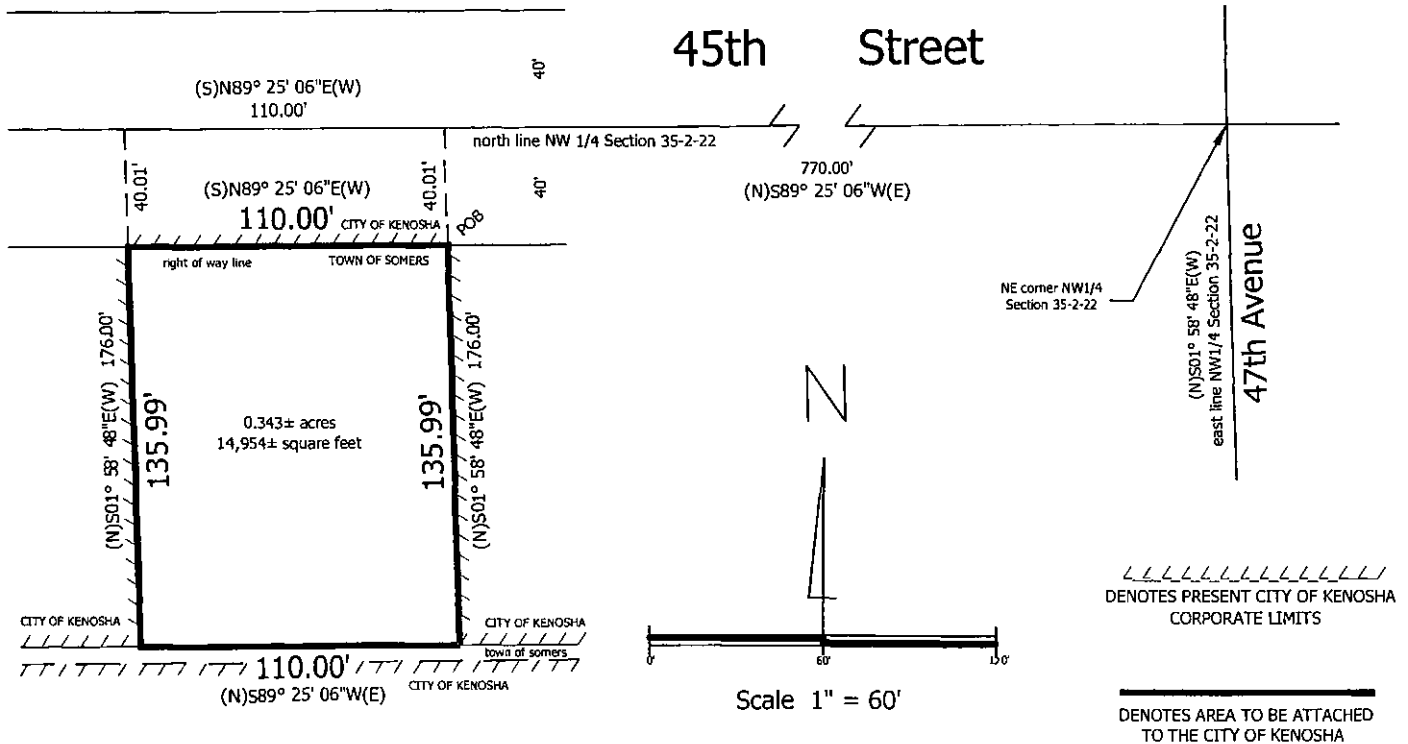 45th Street
(S)N89° 25' 06"E(W)
110.00'
40'
north line NW 1/4 Section 35-2-22
40.01'
40.01'
(S)N89° 25' 06"E(W)
110.00' CITY OF KENOSHA
POB
40'
770.00'
(N)S89° 25' 06"W(E)
right of way line
TOWN OF SOMERS
NE corner NW1/4
Section 35-2-22
(N)S01° 58' 48"E(W)
east line NW1/4 Section 35-2-22
47th Avenue
(N)S01° 58' 48"E(W) 176.00'
135.99'
0.343± acres
14,954± square feet
135.99'
(N)S01° 58' 48"E(W) 176.00'
N
CITY OF KENOSHA
CITY OF KENOSHA
town of somers
110.00'
CITY OF KENOSHA
(N)S89° 25' 06"W(E)
0' 60'
Scale 1" = 60'
DENOTES PRESENT CITY OF KENOSHA
CORPORATE LIMITS
DENOTES AREA TO BE ATTACHED
TO THE CITY OF KENOSHA